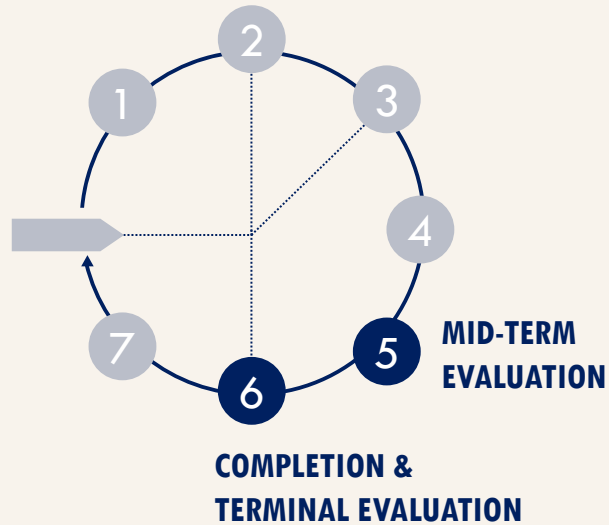 1
2
3
4
5
6
7
MID-TERM
EVALUATION
COMPLETION &
TERMINAL EVALUATION